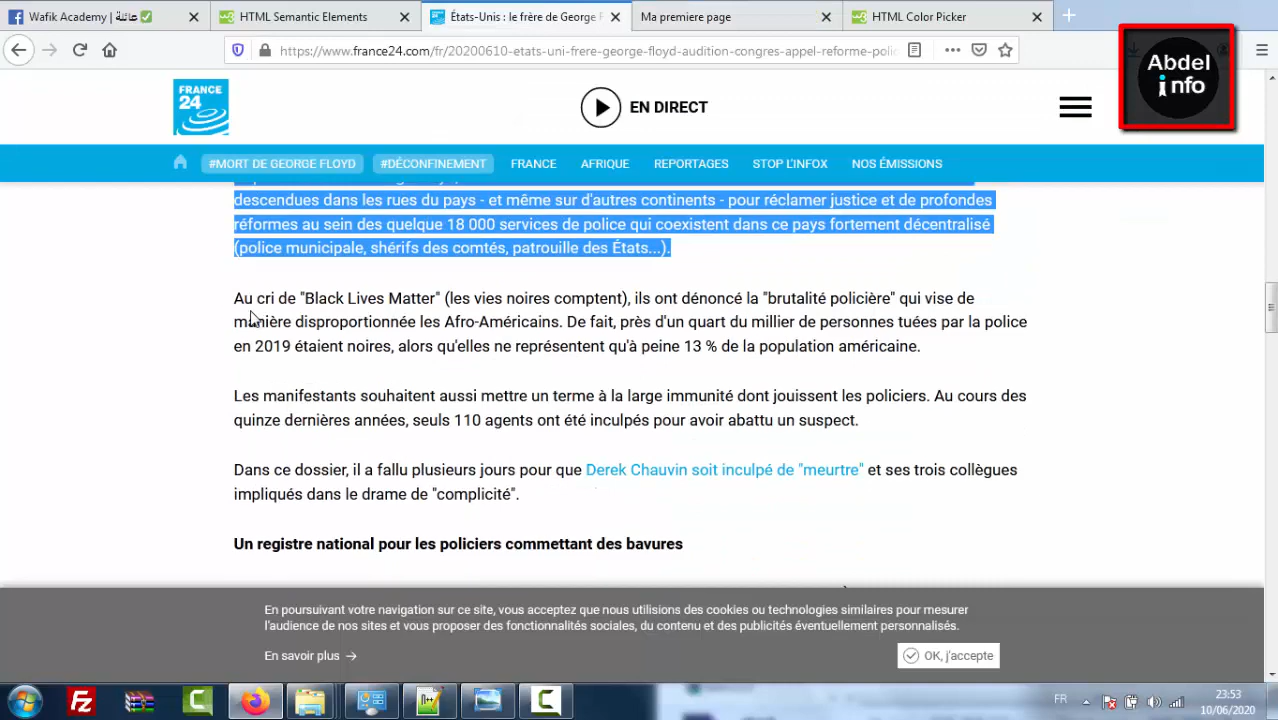 Wafik Academy | صفحة
HTML Semantic Elements
États-Unis : le frère de George F
Ma premiere page
HTML Color Picker
https://www.france24.com/fr/20200610-etats-uni-frere-george-floyd-audition-congres-appel-reforme-poli
Abdel
info
FRANCE
24
EN DIRECT
#MORT DE GEORGE FLOYD
#DÉCONFINEMENT
FRANCE
AFRIQUE
REPORTAGES
STOP L'INFOX
NOS ÉMISSIONS
descendues dans les rues du pays - et même sur d'autres continents - pour réclamer justice et de profondes
réformes au sein des quelque 18 000 services de police qui coexistent dans ce pays fortement décentralisé
(police municipale, shérifs des comtés, patrouille des États...).
Au cri de "Black Lives Matter" (les vies noires comptent), ils ont dénoncé la "brutalité policière" qui vise de
manière disproportionnée les Afro-Américains. De fait, près d'un quart du millier de personnes tuées par la police
en 2019 étaient noires, alors qu'elles ne représentent qu'à peine 13 % de la population américaine.
Les manifestants souhaitent aussi mettre un terme à la large immunité dont jouissent les policiers. Au cours des
quinze dernières années, seuls 110 agents ont été inculpés pour avoir abattu un suspect.
Dans ce dossier, il a fallu plusieurs jours pour que Derek Chauvin soit inculpé de "meurtre" et ses trois collègues
impliqués dans le drame de "complicité".
Un registre national pour les policiers commettant des bavures
En poursuivant votre navigation sur ce site, vous acceptez que nous utilisions des cookies ou technologies similaires pour mesurer
l'audience de nos sites et vous proposer des fonctionnalités sociales, du contenu et des publicités éventuellement personnalisés.
En savoir plus →
OK, j'accepte
FR
23:53
10/06/2020